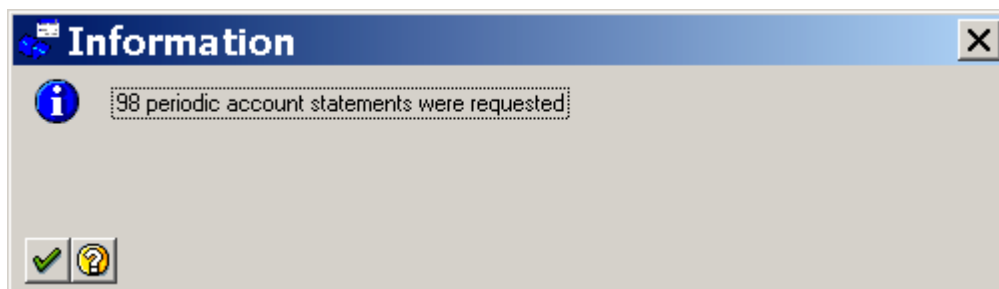 Information
98 periodic account statements were requested